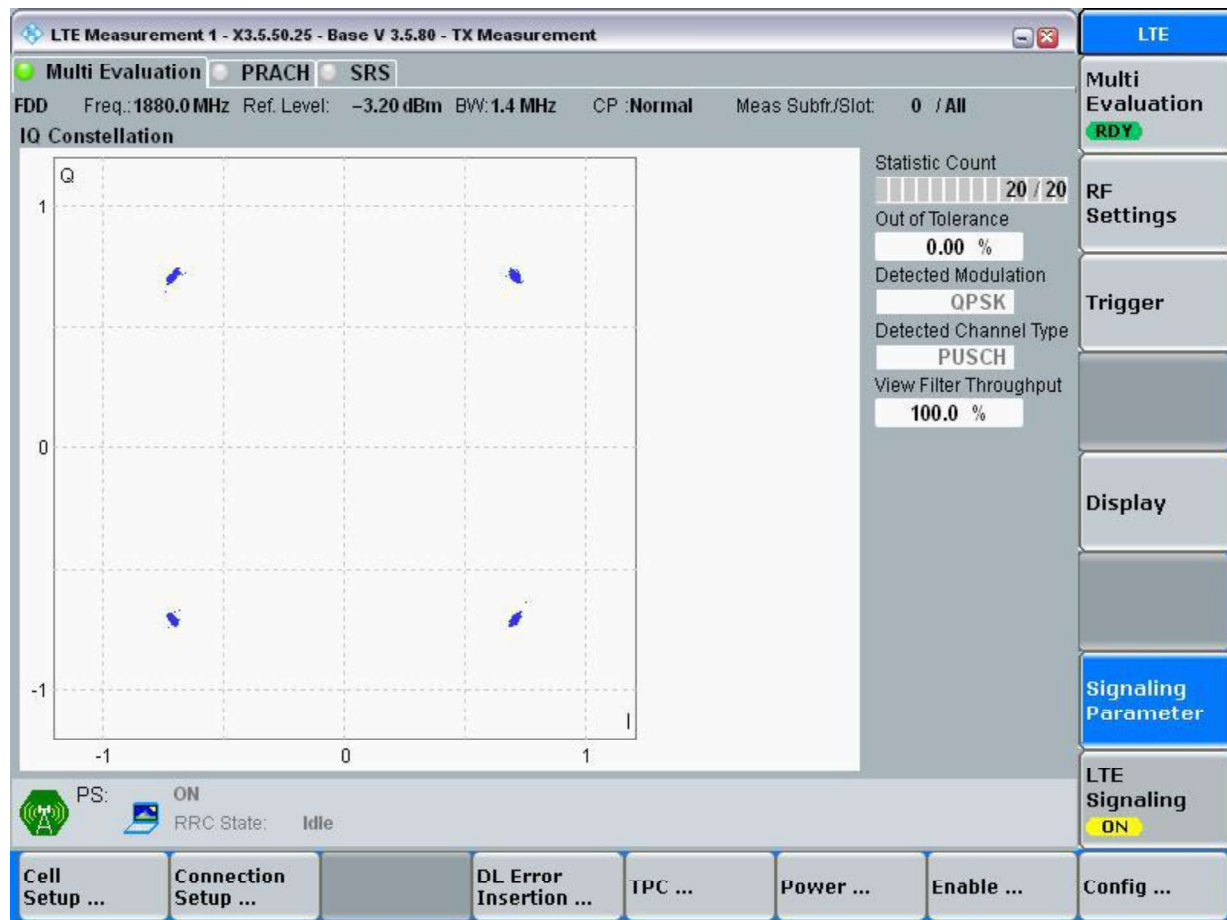 LTE Measurement 1 - X3.5.50.25 - Base V 3.5.80 - TX Measurement
LTE
Multi Evaluation PRACH SRS
FDD Freq.:1880.0 MHz Ref. Level: −3.20 dBm BW:1.4 MHz CP :Normal Meas Subfr./Slot: 0 / All
IQ Constellation
Q
1
0
-1
-1 0 1
I
Statistic Count
20 / 20
Out of Tolerance
0.00 %
Detected Modulation
QPSK
Detected Channel Type
PUSCH
View Filter Throughput
100.0 %
Multi
Evaluation
RDY
RF
Settings
Trigger
Display
Signaling
Parameter
LTE
Signaling
ON
PS: ON
RRC State: Idle
Cell
Setup ...
Connection
Setup ...
DL Error
Insertion ...
TPC ...
Power ...
Enable ...
Config ...